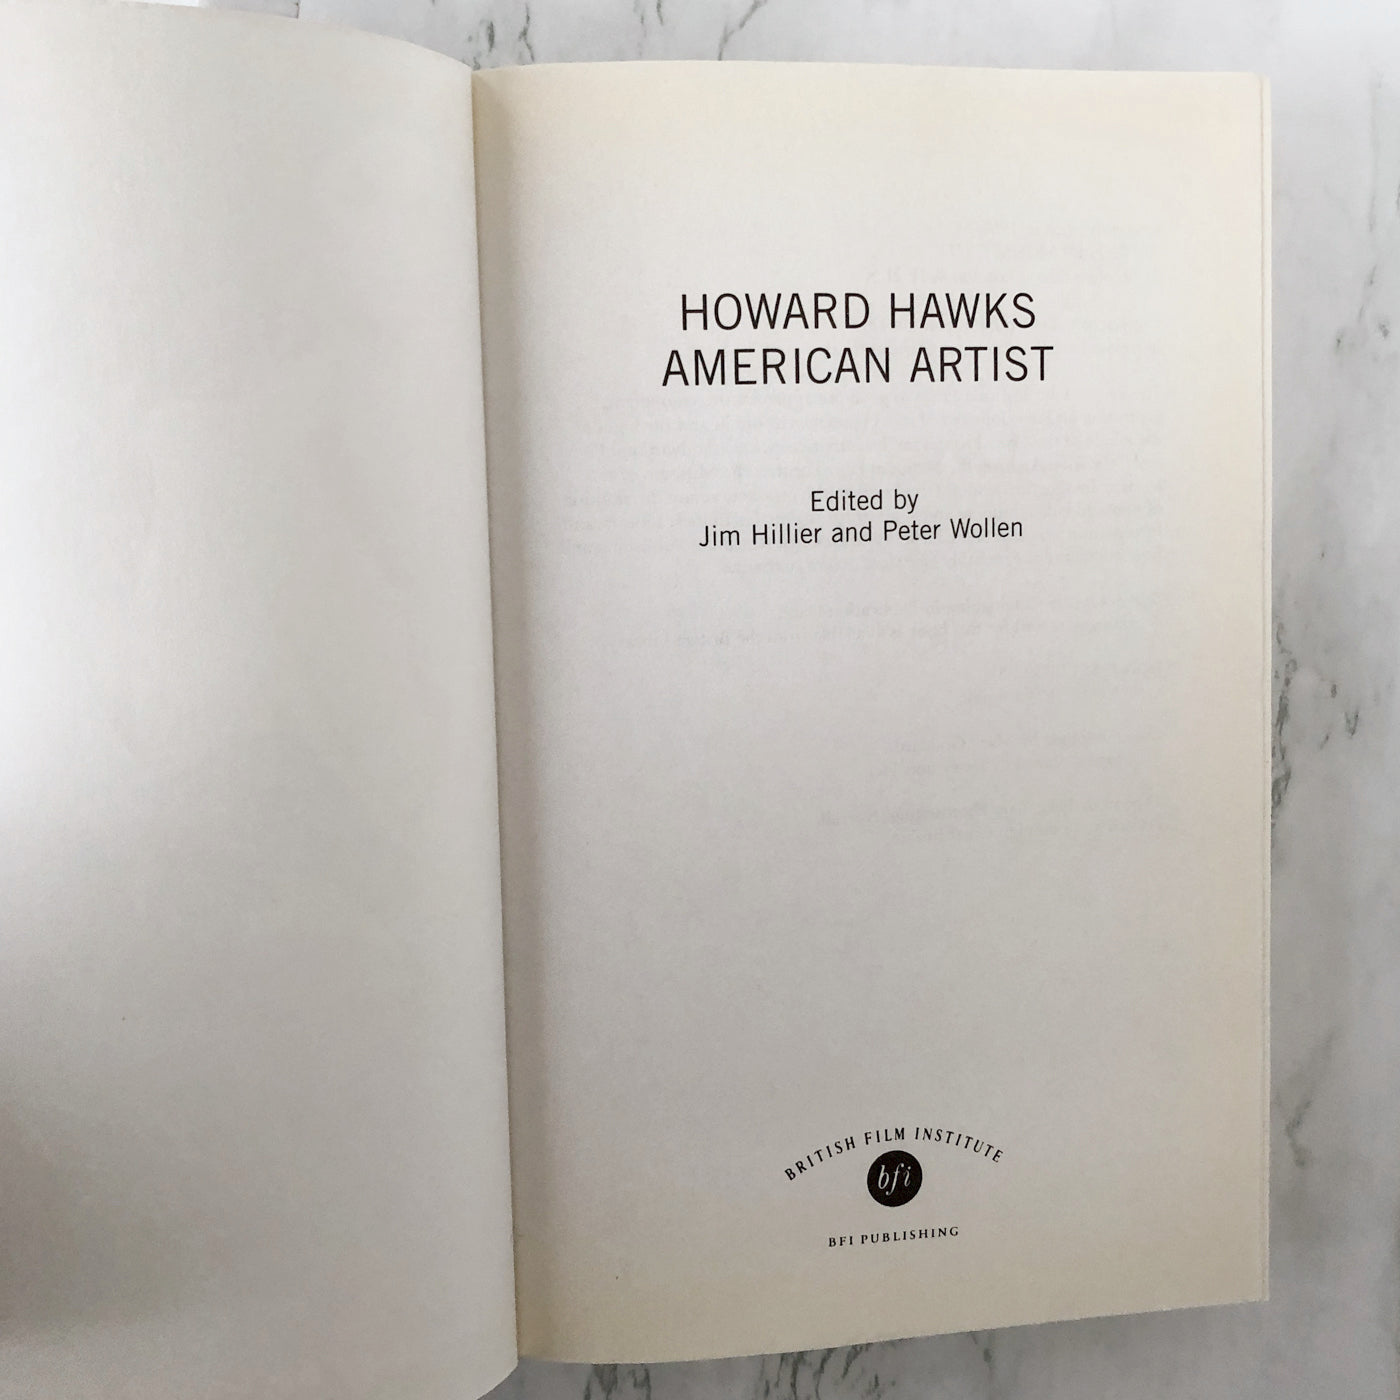 HOWARD HAWKS
AMERICAN ARTIST
Edited by
Jim Hillier and Peter Wollen
BRITISH FILM INSTITUTE
bfi
BFI PUBLISHING